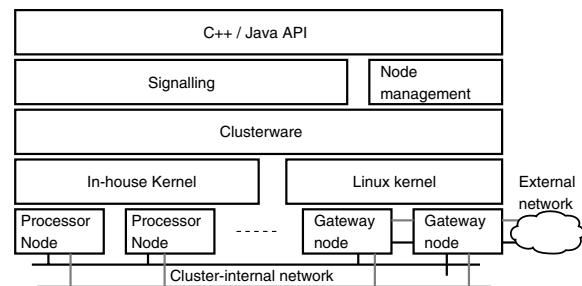 C++ / Java API
Signalling
Node
management
Clusterware
In-house Kernel
Linux kernel
External
network
Processor
Node
Processor
Node
Gateway
node
Gateway
node
Cluster-internal network